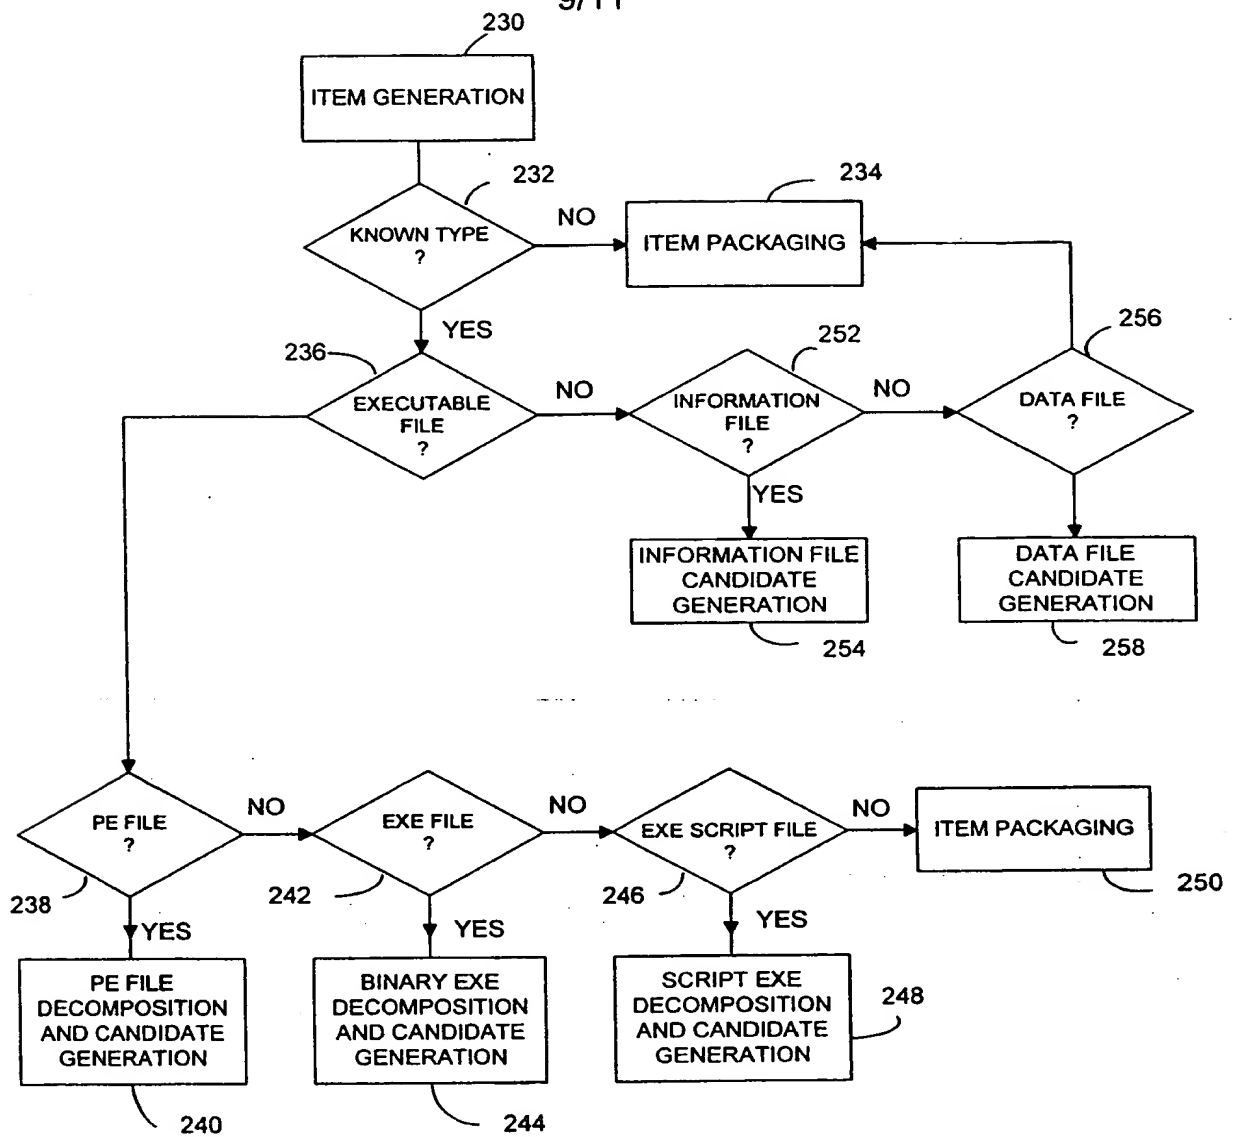 9/11
230
ITEM GENERATION
232
234
KNOWN TYPE
?
NO
ITEM PACKAGING
YES
236
252
256
EXECUTABLE
FILE
?
NO
INFORMATION
FILE
?
NO
DATA FILE
?
YES
INFORMATION FILE
CANDIDATE
GENERATION
DATA FILE
CANDIDATE
GENERATION
254
258
PE FILE
?
NO
EXE FILE
?
NO
EXE SCRIPT FILE
?
NO
ITEM PACKAGING
238
242
246
250
YES
YES
YES
PE FILE
DECOMPOSITION
AND CANDIDATE
GENERATION
BINARY EXE
DECOMPOSITION
AND CANDIDATE
GENERATION
SCRIPT EXE
DECOMPOSITION
AND CANDIDATE
GENERATION
248
240
244